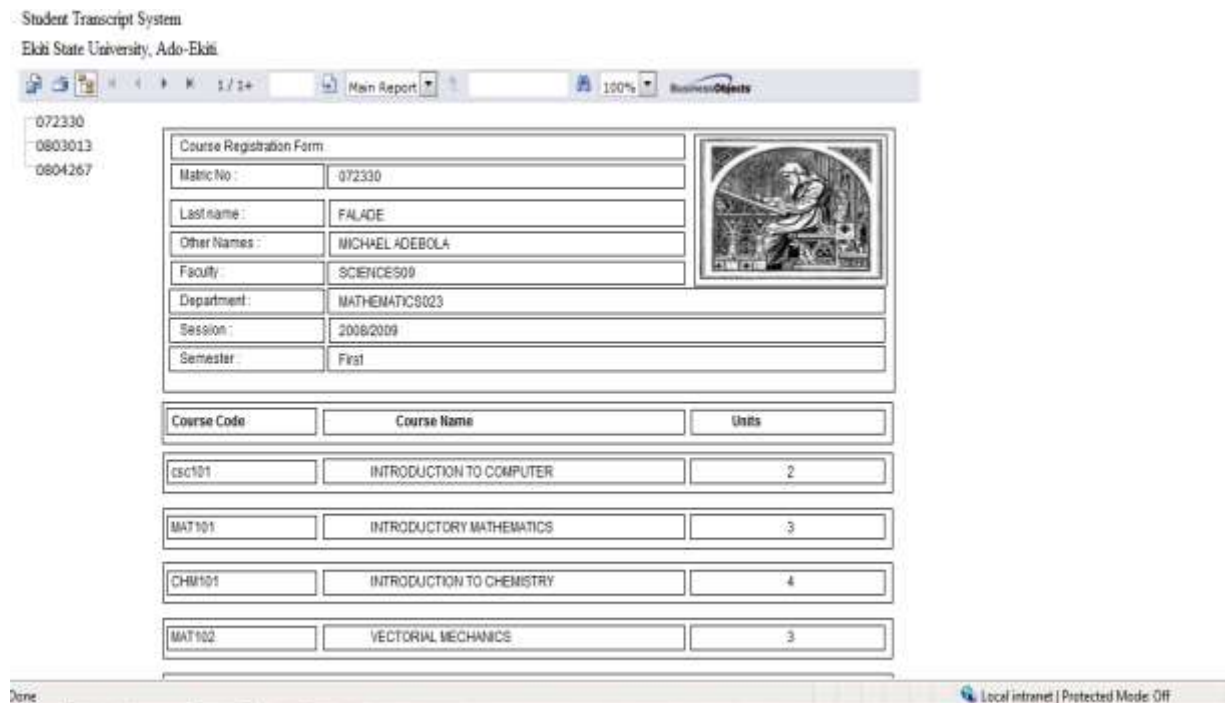 Student Transcript System
Ekiti State University, Ado-Ekiti.
1 / 1+ Main Report 100% BusinessObjects
072330
0803013
0804267
Course Registration Form
Matric No : 072330
Last name : FALADE
Other Names : MICHAEL ADEBOLA
Faculty : SCIENCES09
Department : MATHEMATICS023
Session : 2008/2009
Semester : First
Course Code Course Name Units
csc101 INTRODUCTION TO COMPUTER 2
MAT101 INTRODUCTORY MATHEMATICS 3
CHM101 INTRODUCTION TO CHEMISTRY 4
MAT102 VECTORIAL MECHANICS 3
Done Local intranet | Protected Mode: Off